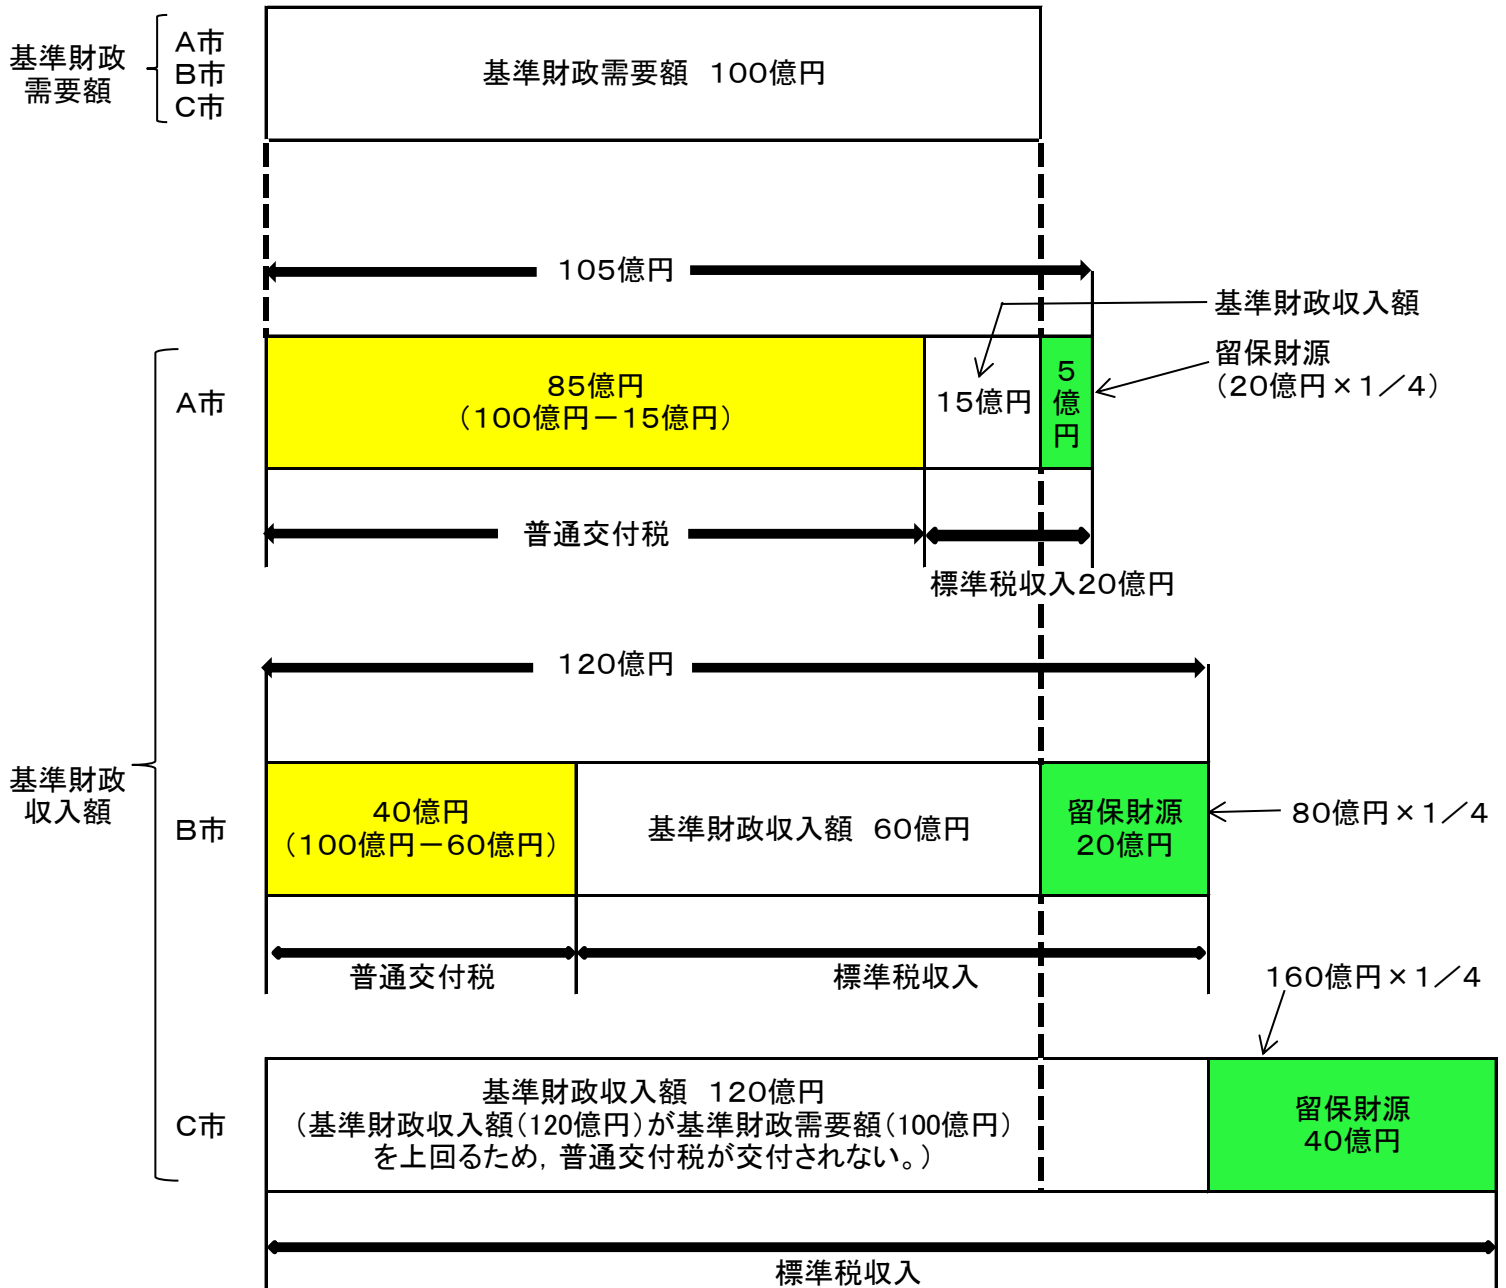 基準財政
需要額
A市
B市
C市
基準財政需要額 100億円
105億円
基準財政収入額
留保財源
(20億円×1/4)
A市
85億円
(100億円-15億円)
15億円
5
億
円
普通交付税
標準税収入20億円
120億円
基準財政
収入額
B市
40億円
(100億円-60億円)
基準財政収入額 60億円
留保財源
20億円
80億円×1/4
普通交付税
標準税収入
160億円×1/4
C市
基準財政収入額 120億円
(基準財政収入額(120億円)が基準財政需要額(100億円)
を上回るため,普通交付税が交付されない。)
留保財源
40億円
標準税収入